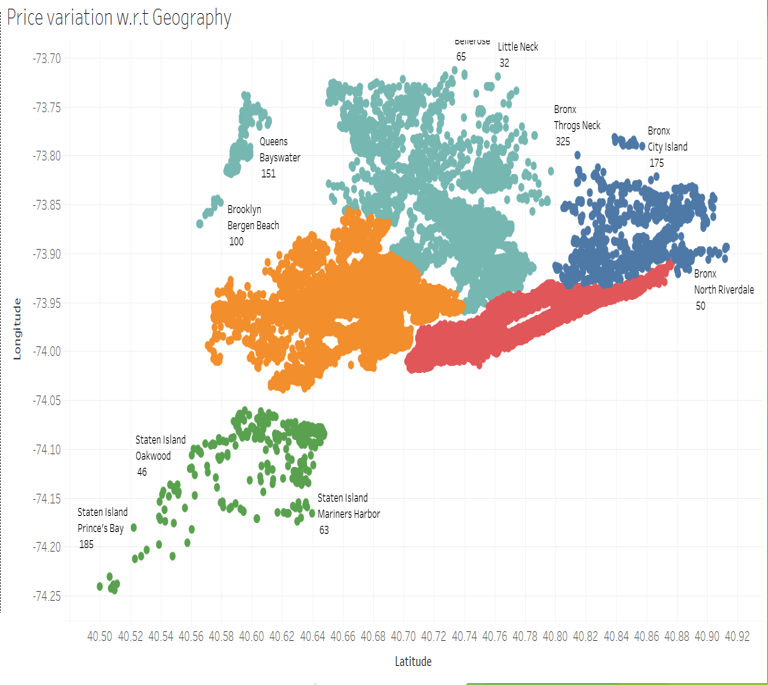 Price variation w.r.t Geography
Bellerose
65
Little Neck
32
-73.70
-73.75
-73.80
-73.85
-73.90
-73.95
-74.00
-74.05
-74.10
-74.15
-74.20
-74.25
Longitude
Bronx
Throgs Neck
325
Bronx
City Island
175
Queens
Bayswater
151
Brooklyn
Bergen Beach
100
Bronx
North Riverdale
50
Staten Island
Oakwood
46
Staten Island
Mariners Harbor
63
Staten Island
Prince's Bay
185
40.50 40.52 40.54 40.56 40.58 40.60 40.62 40.64 40.66 40.68 40.70 40.72 40.74 40.76 40.78 40.80 40.82 40.84 40.86 40.88 40.90 40.92
Latitude